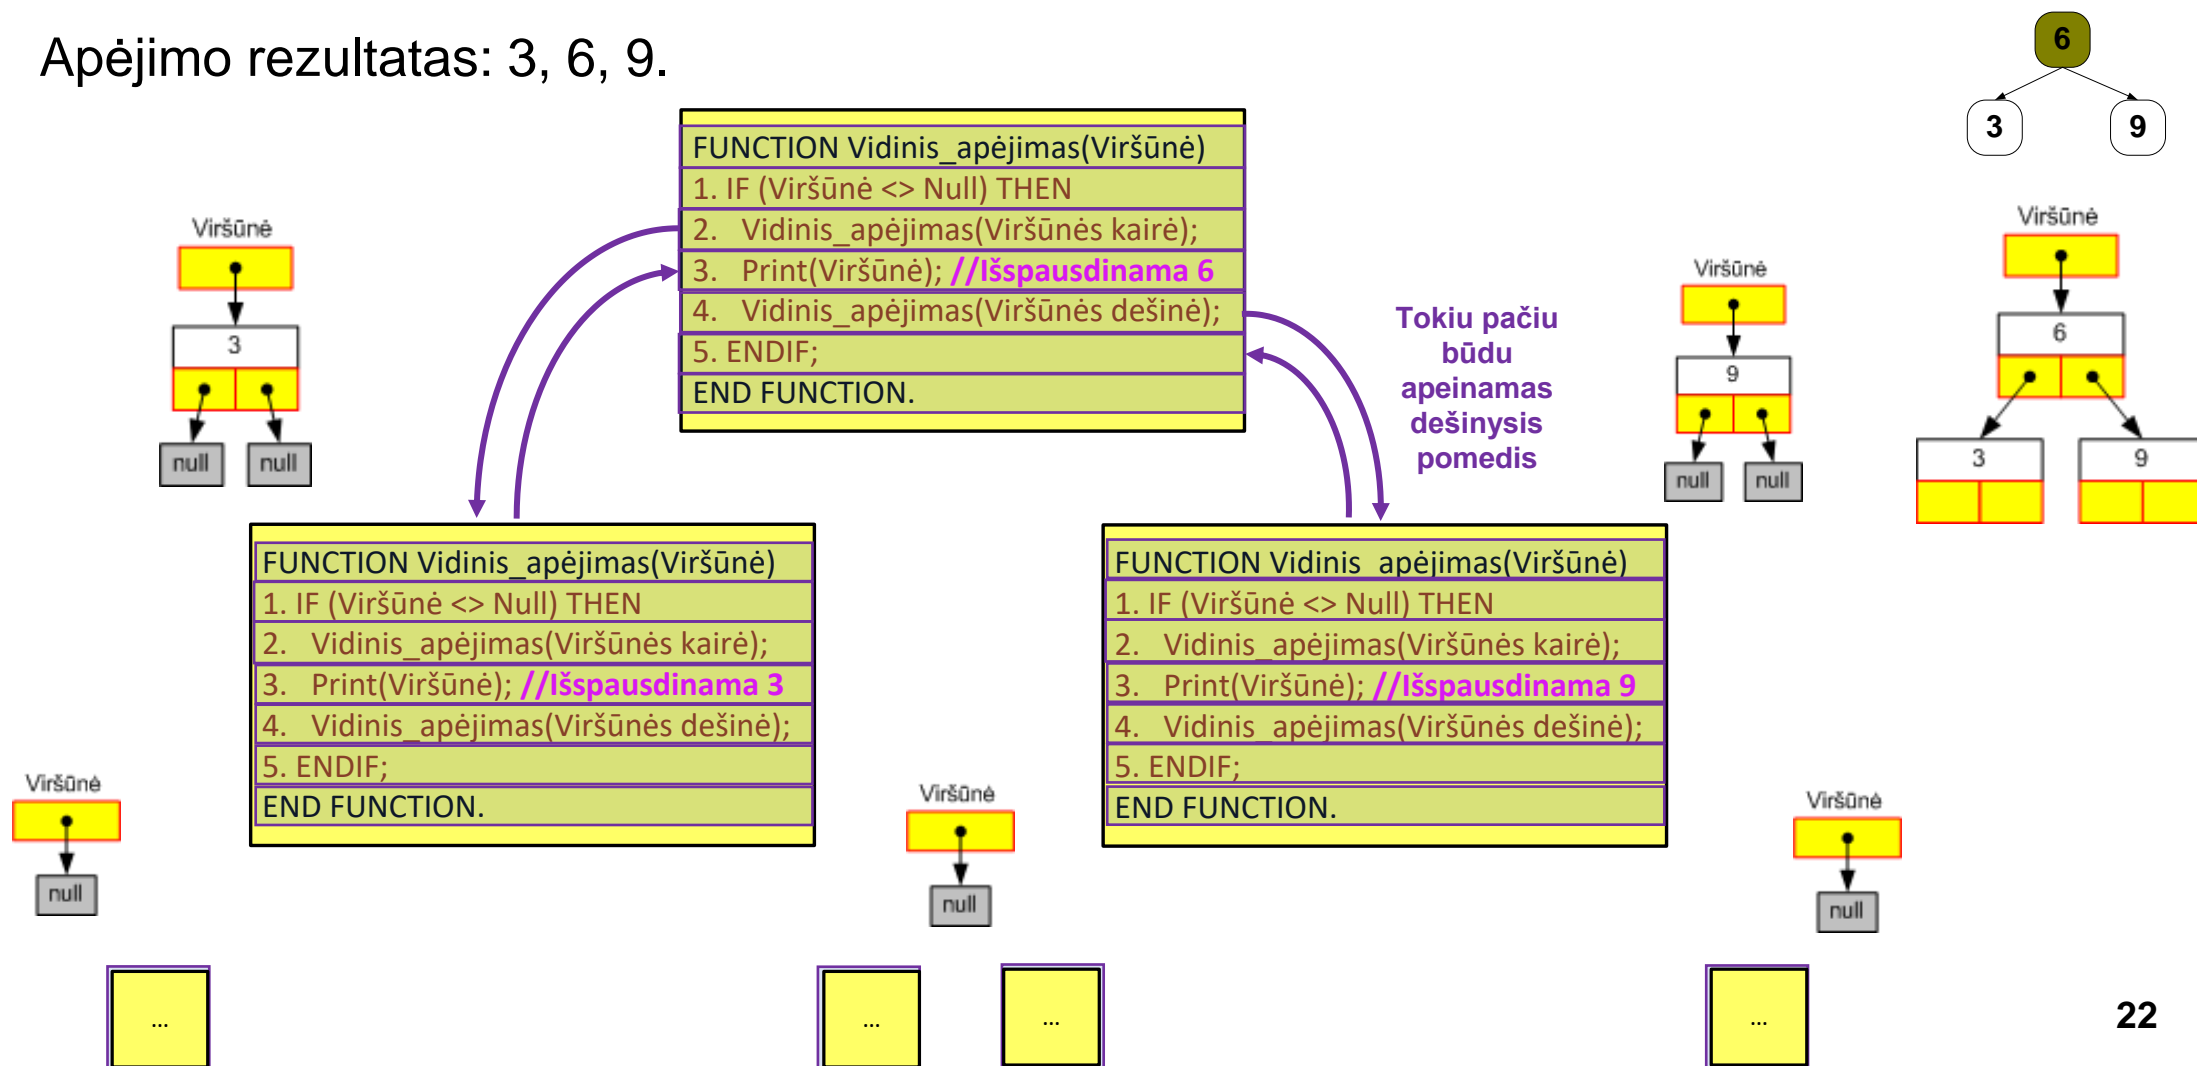 Apėjimo rezultatas: 3, 6, 9.
6
3
9
FUNCTION Vidinis_apėjimas(Viršūnė)
1. IF (Viršūnė <> Null) THEN
2. Vidinis_apėjimas(Viršūnės kairė);
3. Print(Viršūnė); //Išspausdinama 6
4. Vidinis_apėjimas(Viršūnės dešinė);
5. ENDIF;
END FUNCTION.
Viršūnė
3
null
null
Tokiu pačiu
būdu
apeinamas
dešinysis
pomedis
Viršūnė
9
null
null
Viršūnė
6
3
9
FUNCTION Vidinis_apėjimas(Viršūnė)
1. IF (Viršūnė <> Null) THEN
2. Vidinis_apėjimas(Viršūnės kairė);
3. Print(Viršūnė); //Išspausdinama 3
4. Vidinis_apėjimas(Viršūnės dešinė);
5. ENDIF;
END FUNCTION.
FUNCTION Vidinis_apėjimas(Viršūnė)
1. IF (Viršūnė <> Null) THEN
2. Vidinis_apėjimas(Viršūnės kairė);
3. Print(Viršūnė); //Išspausdinama 9
4. Vidinis_apėjimas(Viršūnės dešinė);
5. ENDIF;
END FUNCTION.
Viršūnė
null
Viršūnė
null
Viršūnė
null
...
...
...
...
22